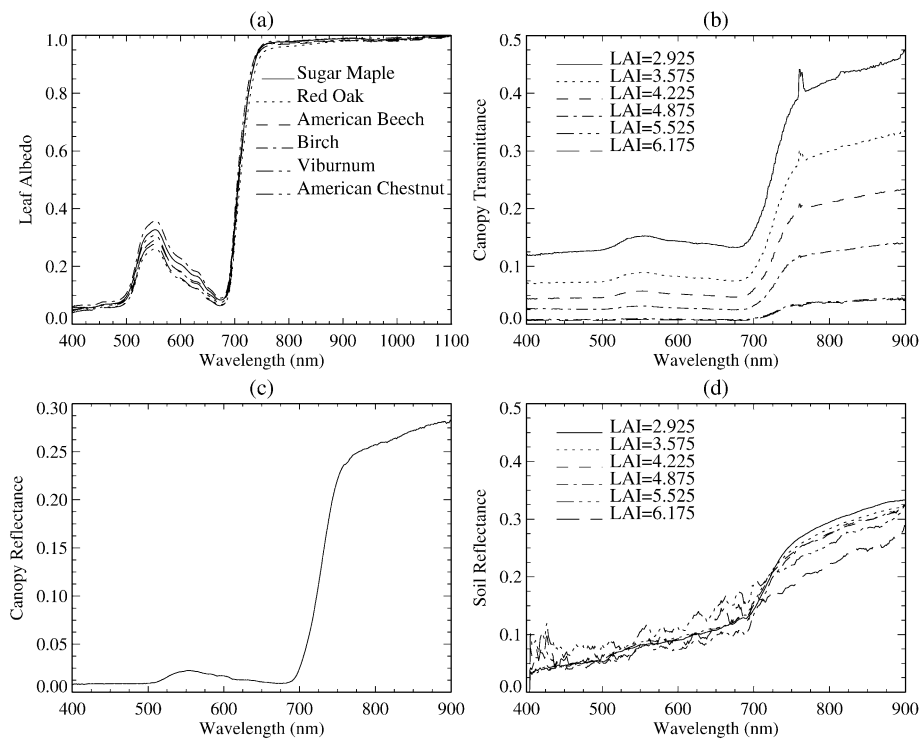 (a)
1.0
0.8
0.6
0.4
0.2
0.0
Leaf Albedo
Sugar Maple
Red Oak
American Beech
Birch
Viburnum
American Chestnut
400 500 600 700 800 900 1000 1100
Wavelength (nm)
(b)
0.5
0.4
0.3
0.2
0.1
0.0
Canopy Transmittance
LAI=2.925
LAI=3.575
LAI=4.225
LAI=4.875
LAI=5.525
LAI=6.175
400 500 600 700 800 900
Wavelength (nm)
(c)
0.30
0.25
0.20
0.15
0.10
0.05
0.00
Canopy Reflectance
400 500 600 700 800 900
Wavelength (nm)
(d)
0.5
0.4
0.3
0.2
0.1
0.0
Soil Reflectance
LAI=2.925
LAI=3.575
LAI=4.225
LAI=4.875
LAI=5.525
LAI=6.175
400 500 600 700 800 900
Wavelength (nm)